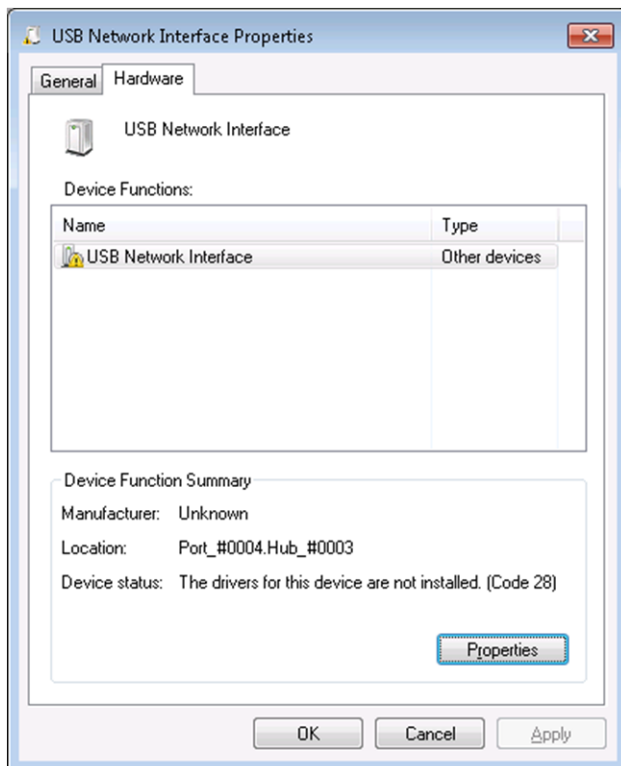 USB Network Interface Properties
General Hardware
USB Network Interface
Device Functions:
Name Type
USB Network Interface Other devices
Device Function Summary
Manufacturer: Unknown
Location: Port_#0004.Hub_#0003
Device status: The drivers for this device are not installed. (Code 28)
Properties
OK Cancel Apply